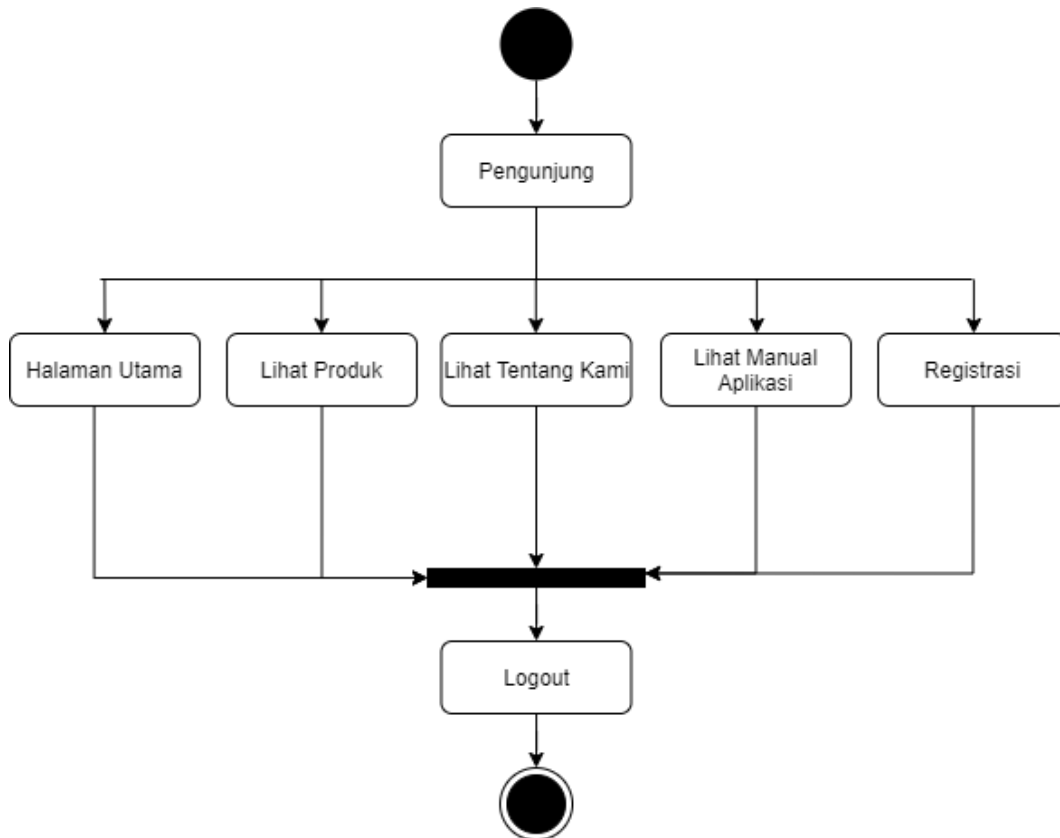 Pengunjung
Halaman Utama
Lihat Produk
Lihat Tentang Kami
Lihat Manual
Aplikasi
Registrasi
Logout